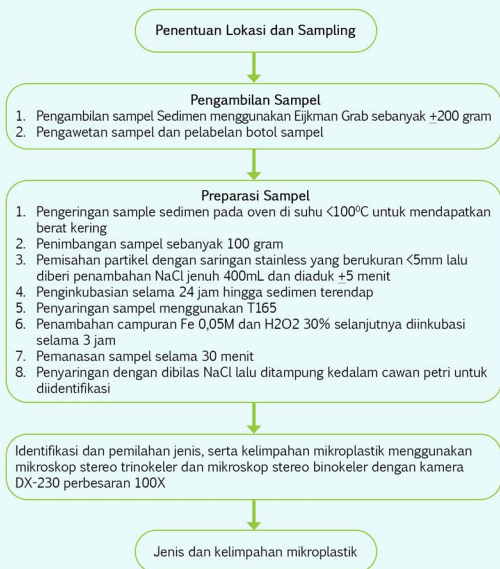 Penentuan Lokasi dan Sampling
Pengambilan Sampel
1. Pengambilan sampel Sedimen menggunakan Eijkman Grab sebanyak ±200 gram
2. Pengawetan sampel dan pelabelan botol sampel
Preparasi Sampel
1. Pengeringan sample sedimen pada oven di suhu <100⁰C untuk mendapatkan
berat kering
2. Penimbangan sampel sebanyak 100 gram
3. Pemisahan partikel dengan saringan stainless yang berukuran <5mm lalu
diberi penambahan NaCl jenuh 400mL dan diaduk ±5 menit
4. Penginkubasian selama 24 jam hingga sedimen terendap
5. Penyaringan sampel menggunakan T165
6. Penambahan campuran Fe 0,05M dan H2O2 30% selanjutnya diinkubasi
selama 3 jam
7. Pemanasan sampel selama 30 menit
8. Penyaringan dengan dibilas NaCl lalu ditampung kedalam cawan petri untuk
diidentifikasi
Identifikasi dan pemilahan jenis, serta kelimpahan mikroplastik menggunakan
mikroskop stereo trinokeler dan mikroskop stereo binokeler dengan kamera
DX-230 perbesaran 100X
Jenis dan kelimpahan mikroplastik